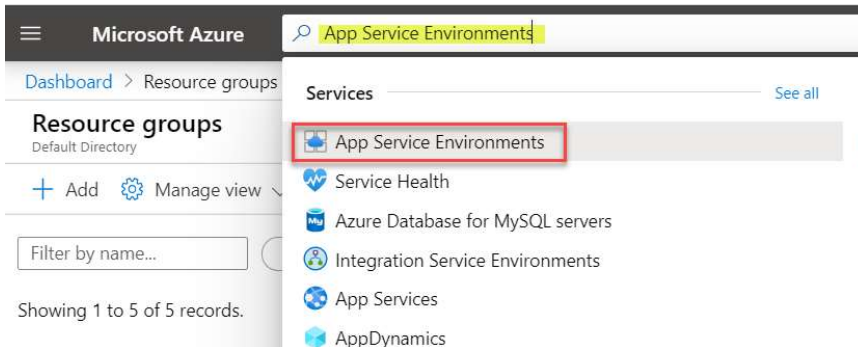 Microsoft Azure
App Service Environments
Dashboard > Resource groups
Services
See all
Resource groups
Default Directory
App Service Environments
+ Add
Manage view
Service Health
My
Azure Database for MySQL servers
Filter by name...
Integration Service Environments
Showing 1 to 5 of 5 records.
App Services
AppDynamics